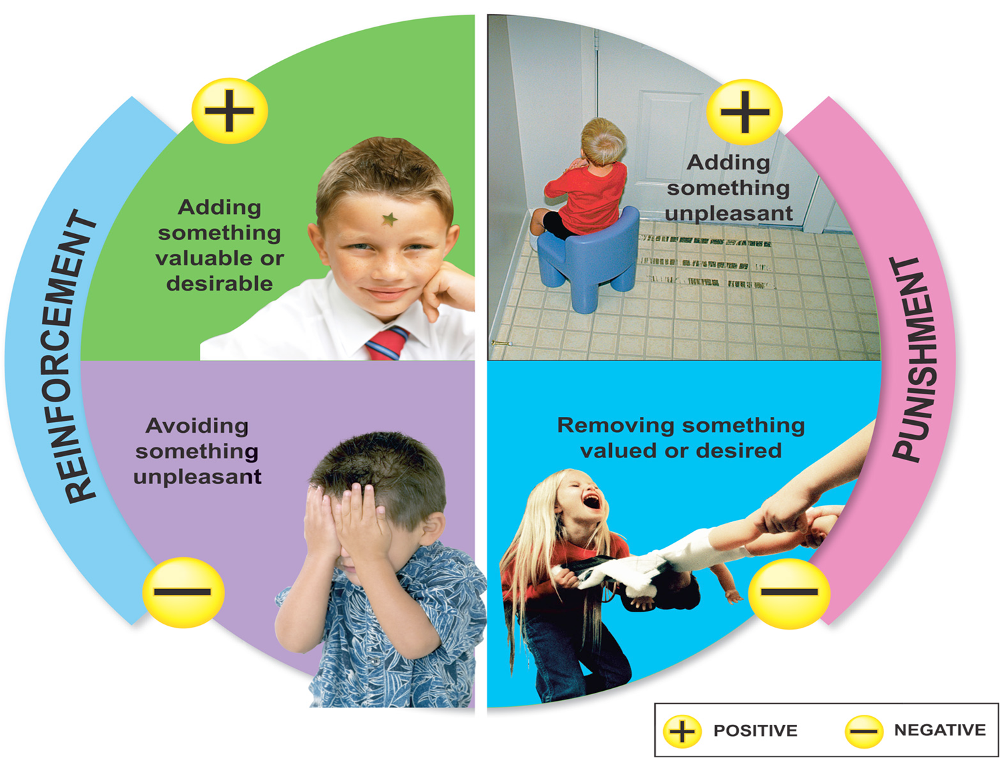 REINFORCEMENT
Adding
something
valuable or
desirable
Adding
something
unpleasant
PUNISHMENT
Avoiding
something
unpleasant
Removing something
valued or desired
POSITIVE
NEGATIVE